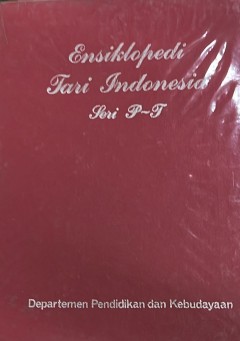 Ensiklopedi
Tari Indonesia
Seri P-T
Departemen Pendidikan dan Kebudayaan